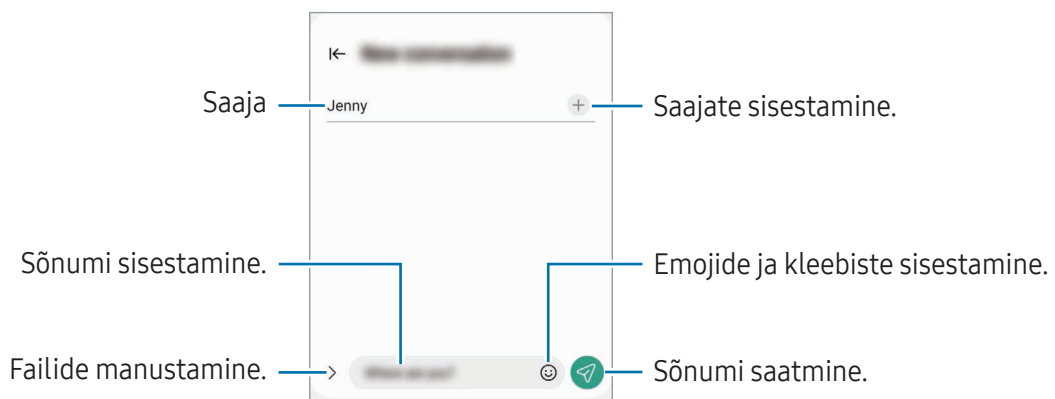 Saaja
Jenny
Saajate sisestamine.
Sõnumi sisestamine.
Emojide ja kleebiste sisestamine.
Failide manustamine.
Sõnumi saatmine.